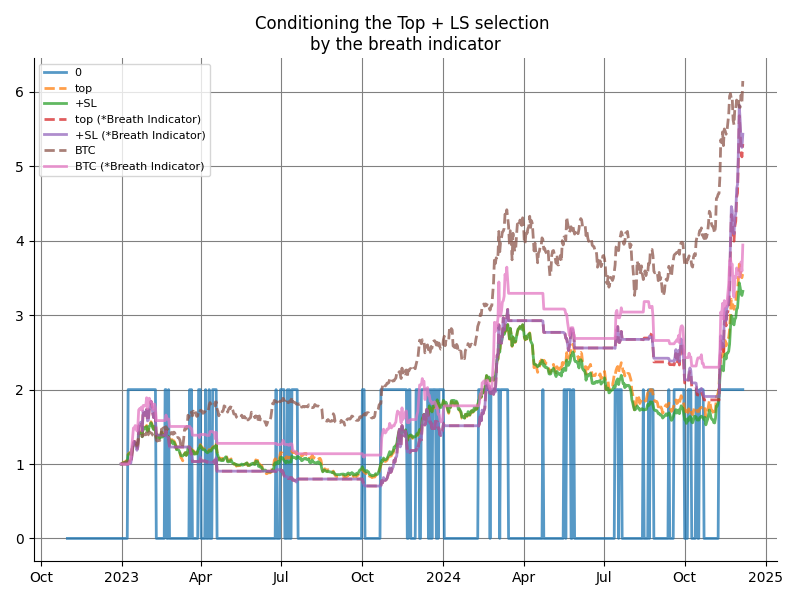 Conditioning the Top + LS selection
by the breath indicator
0
top
+SL
top (*Breath Indicator)
+SL (*Breath Indicator)
BTC
BTC (*Breath Indicator)
6
5
4
3
2
1
0
Oct
2023
Apr
Jul
Oct
2024
Apr
Jul
Oct
2025